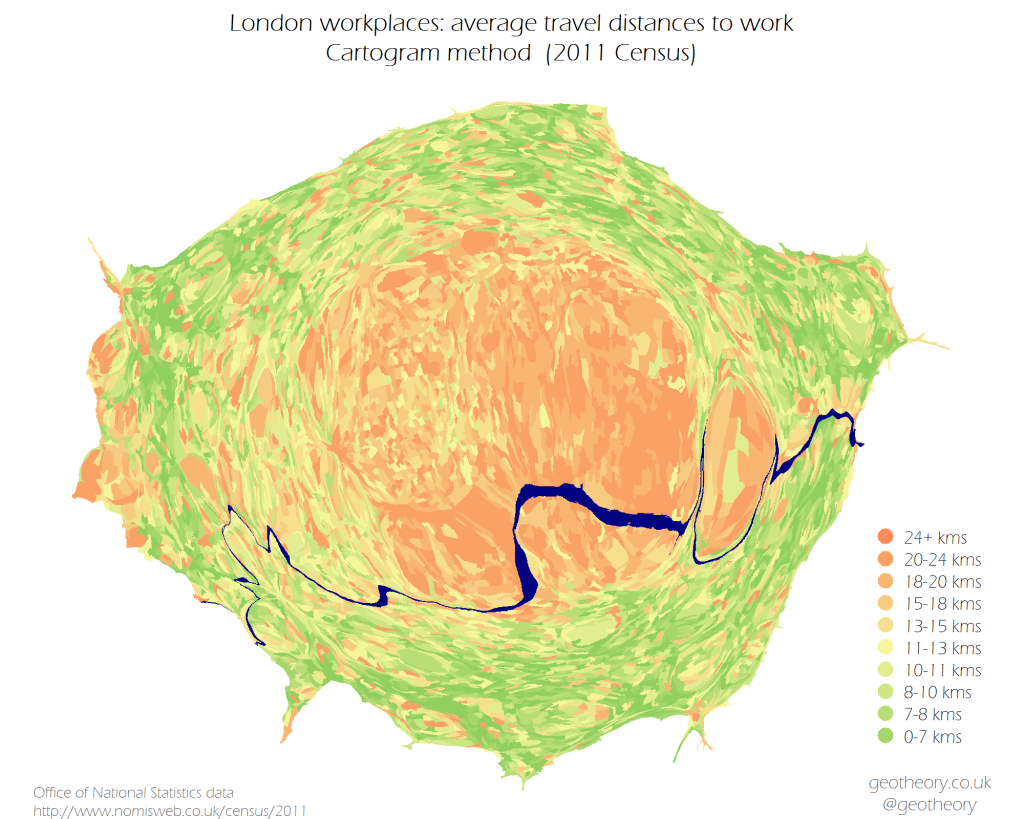 London workplaces: average travel distances to work
Cartogram method (2011 Census)
24+ kms
20-24 kms
18-20 kms
15-18 kms
13-15 kms
11-13 kms
10-11 kms
8-10 kms
7-8 kms
0-7 kms
Office of National Statistics data
http://www.nomisweb.co.uk/census/2011
geotheory.co.uk
@geotheory